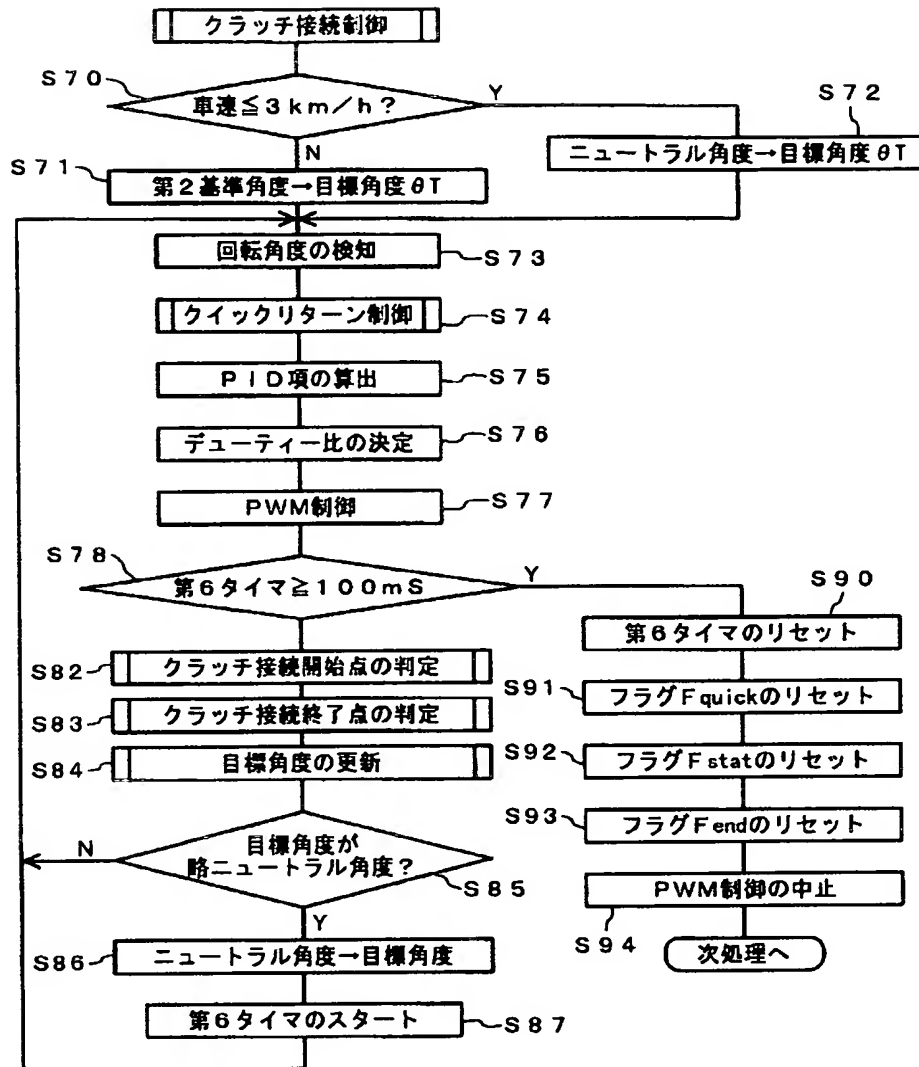 クラッチ接続制御
S70
車速≦3km/h?
Y
S72
N
ニュートラル角度→目標角度θT
S71
第2基準角度→目標角度θT
回転角度の検知
S73
クイックリターン制御
S74
PID項の算出
S75
デューティー比の決定
S76
PWM制御
S77
S78
第6タイマ≧100mS
Y
S90
第6タイマのリセット
S82
クラッチ接続開始点の判定
S91
フラグFquickのリセット
S83
クラッチ接続終了点の判定
S84
目標角度の更新
S92
フラグFstatのリセット
S93
フラグFendのリセット
N
目標角度が
略ニュートラル角度?
S85
PWM制御の中止
S94
Y
次処理へ
S86
ニュートラル角度→目標角度
第6タイマのスタート
S87